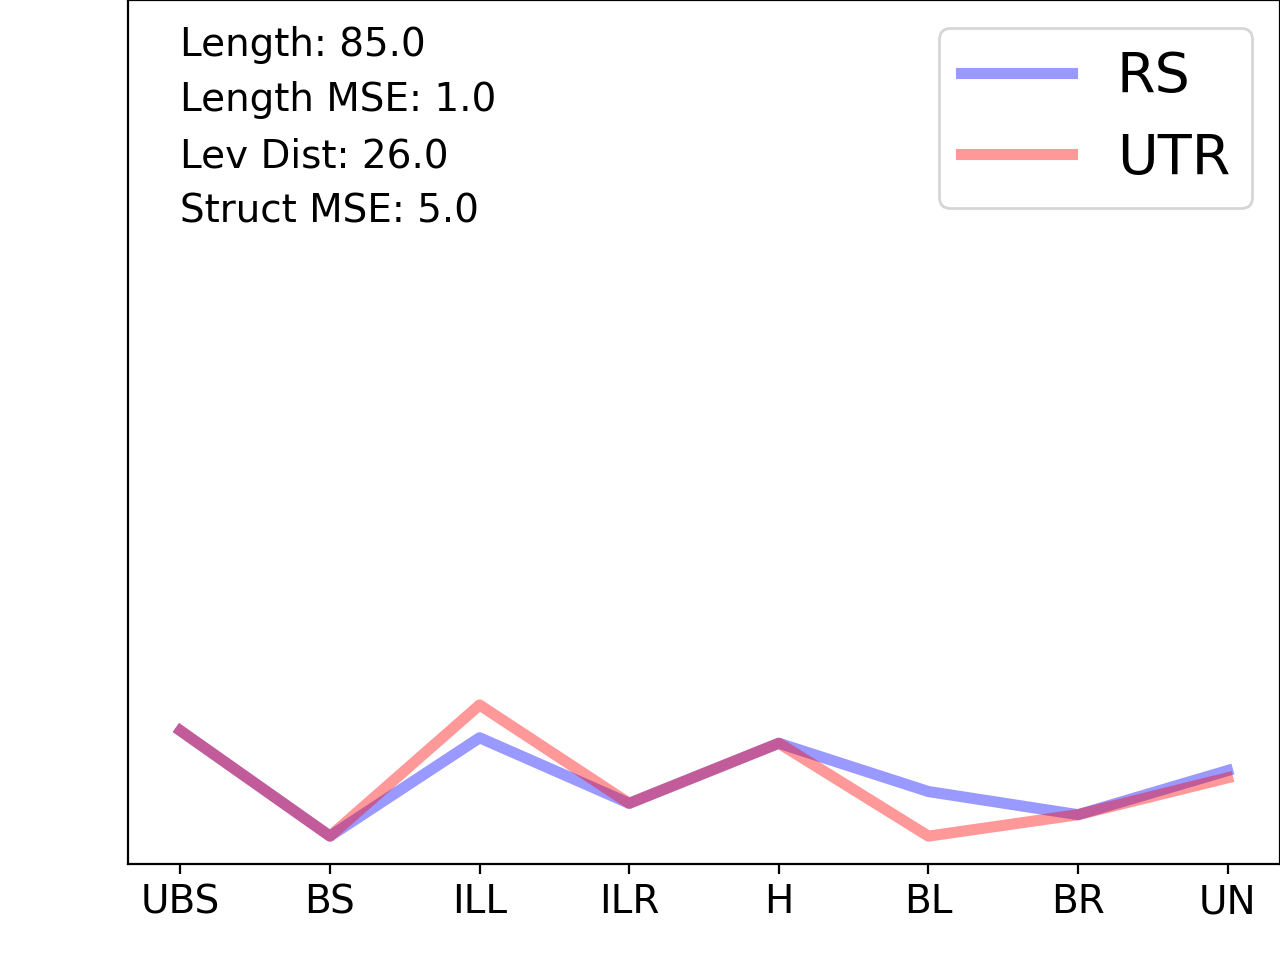 Length: 85.0
Length MSE: 1.0
Lev Dist: 26.0
Struct MSE: 5.0
RS
UTR
UBS BS ILL ILR H BL BR UN